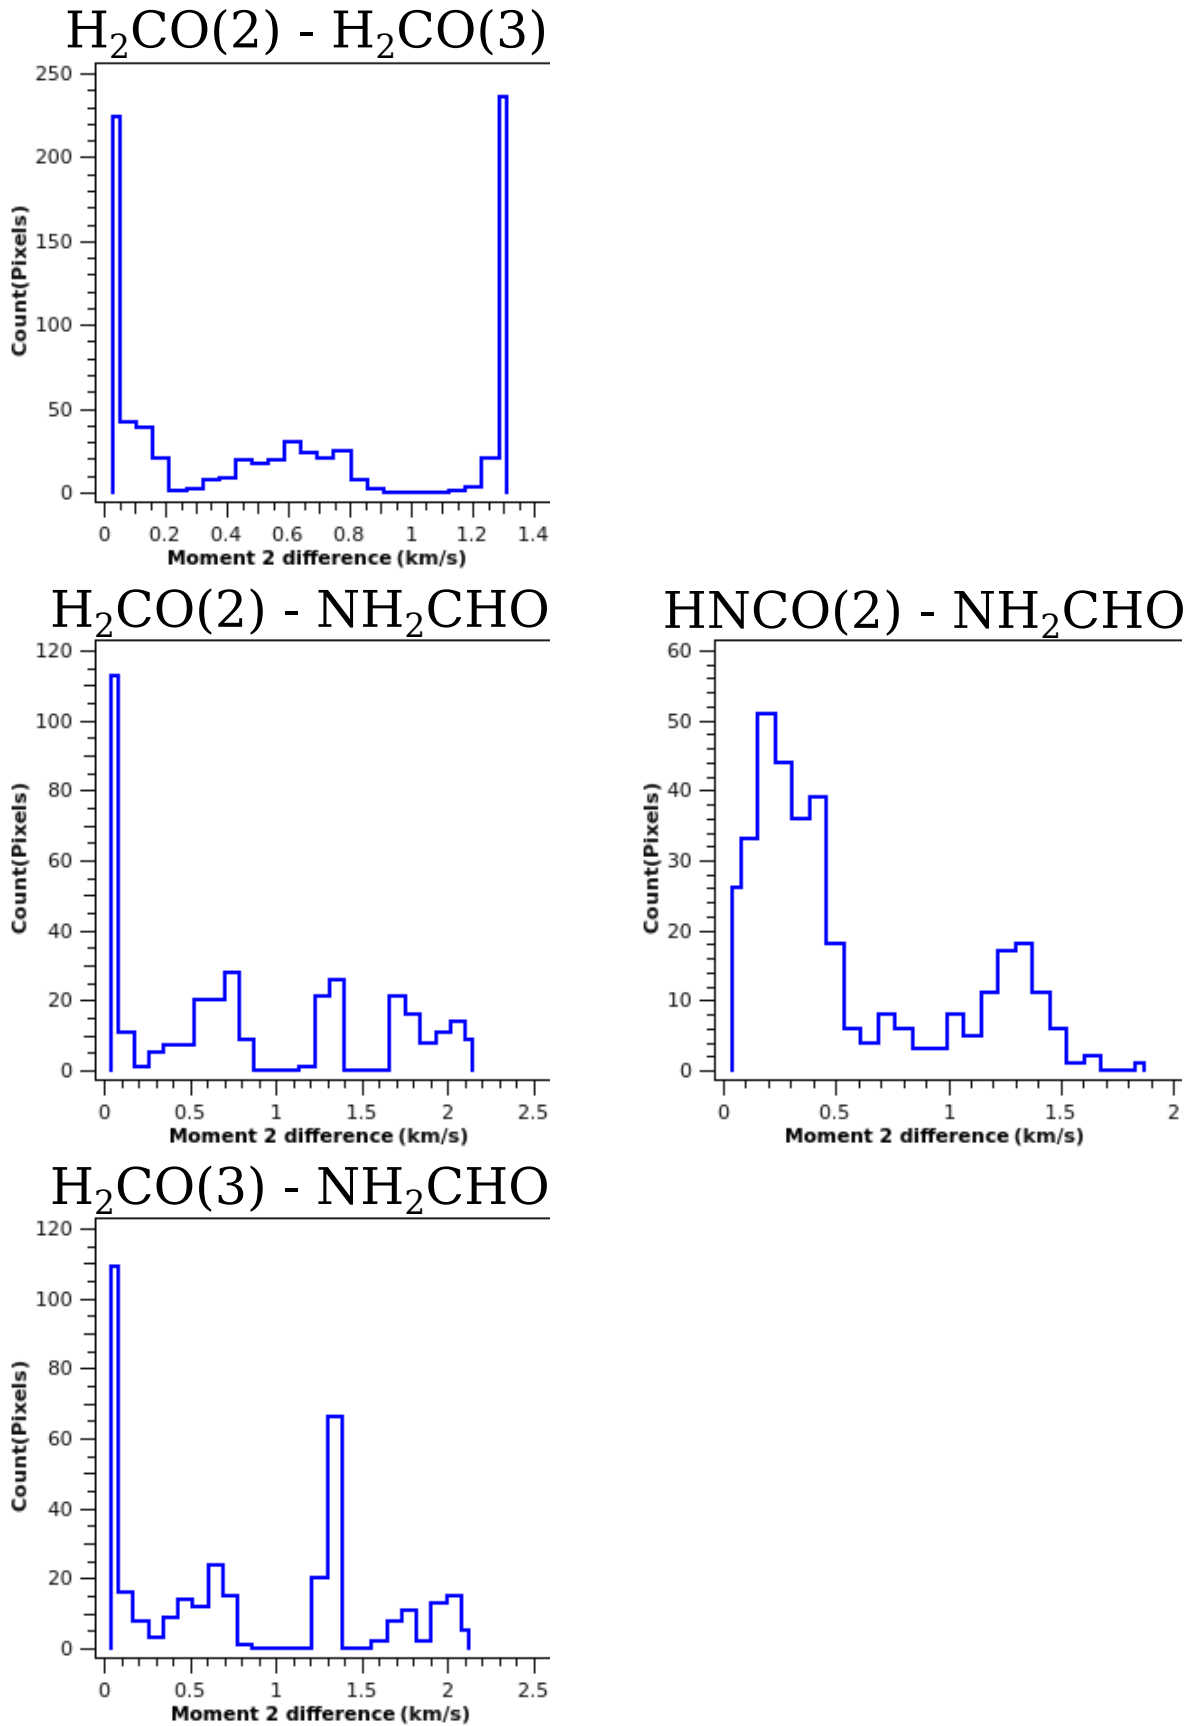 H₂CO(2) - H₂CO(3)
250
200
150
100
50
0
Count(Pixels)
0 0.2 0.4 0.6 0.8 1 1.2 1.4
Moment 2 difference (km/s)
H₂CO(2) - NH₂CHO
120
100
80
60
40
20
0
Count(Pixels)
0 0.5 1 1.5 2 2.5
Moment 2 difference (km/s)
HNCO(2) - NH₂CHO
60
50
40
30
20
10
0
Count(Pixels)
0 0.5 1 1.5 2
Moment 2 difference (km/s)
H₂CO(3) - NH₂CHO
120
100
80
60
40
20
0
Count(Pixels)
0 0.5 1 1.5 2 2.5
Moment 2 difference (km/s)